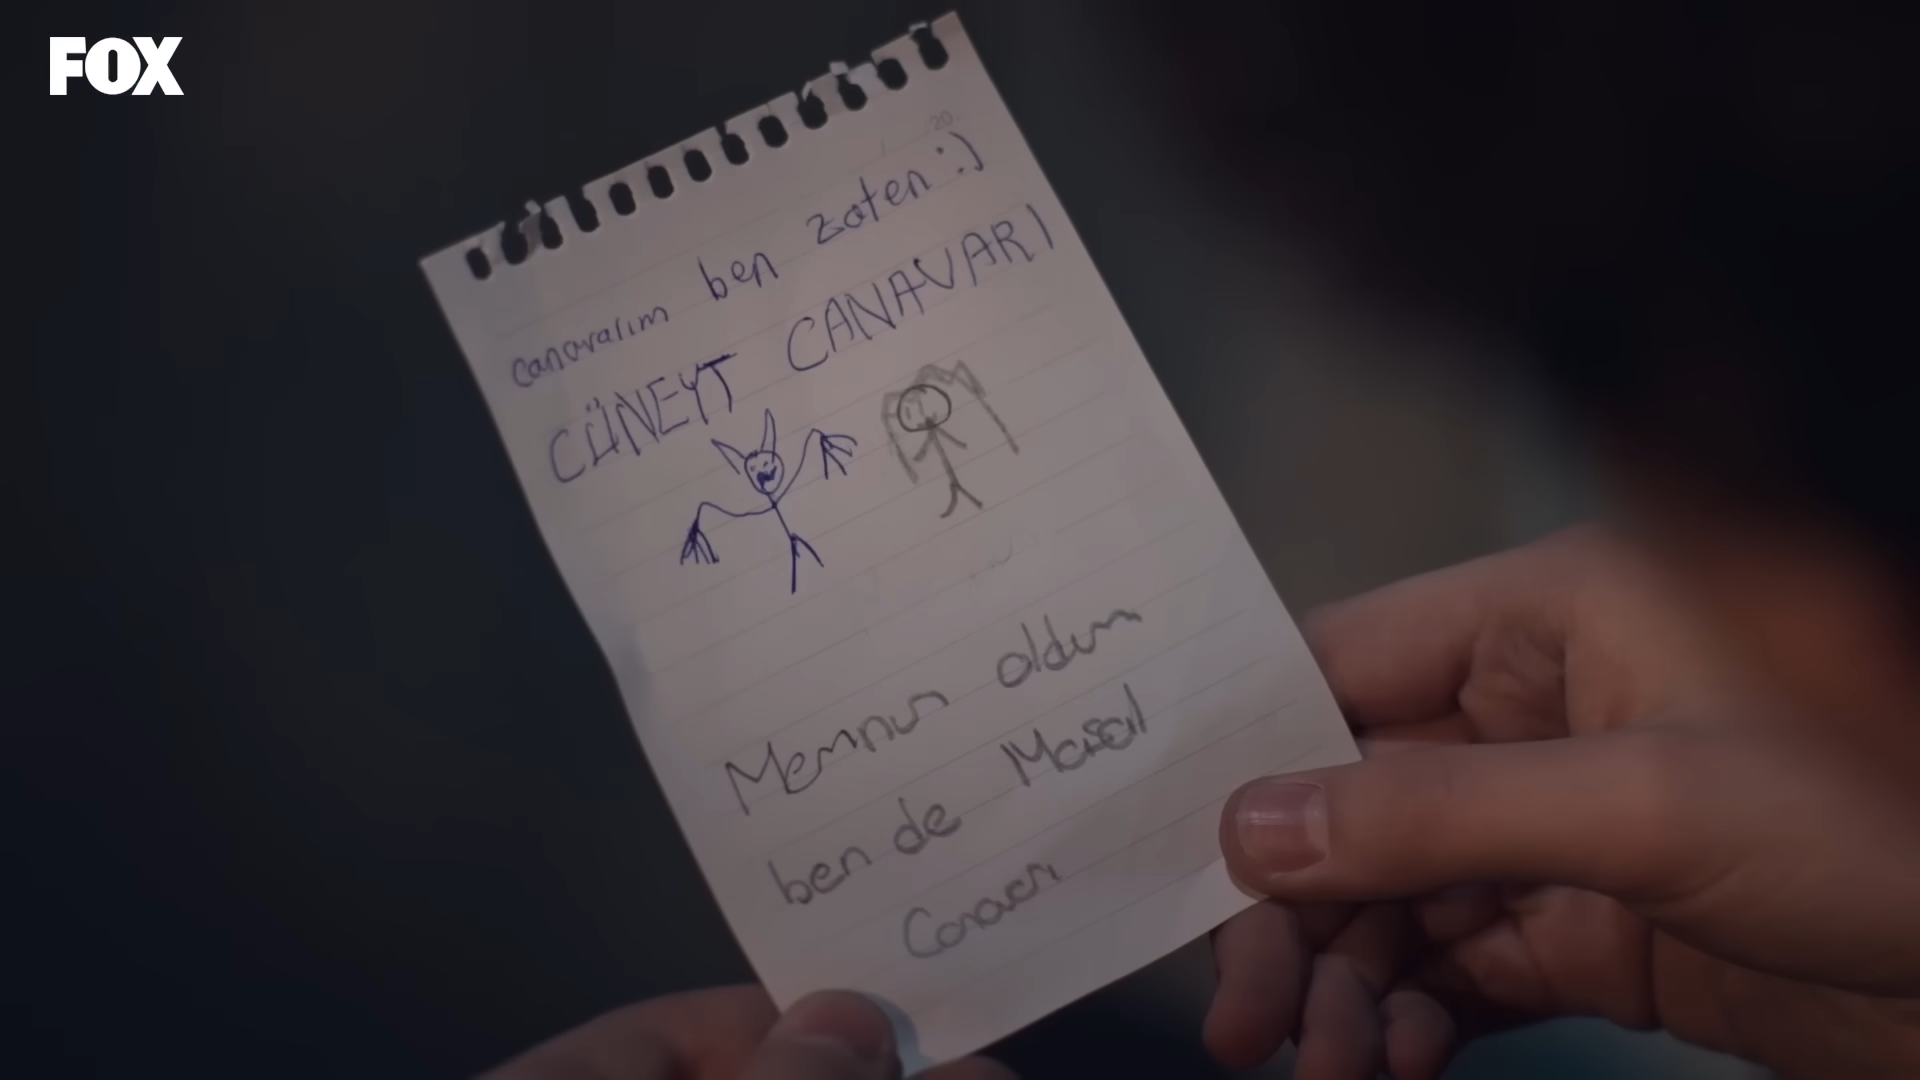 FOX
canavarım ben zaten :)
CÜNEYT CANAVARI
Memnun oldum
ben de Masal
Canavarı